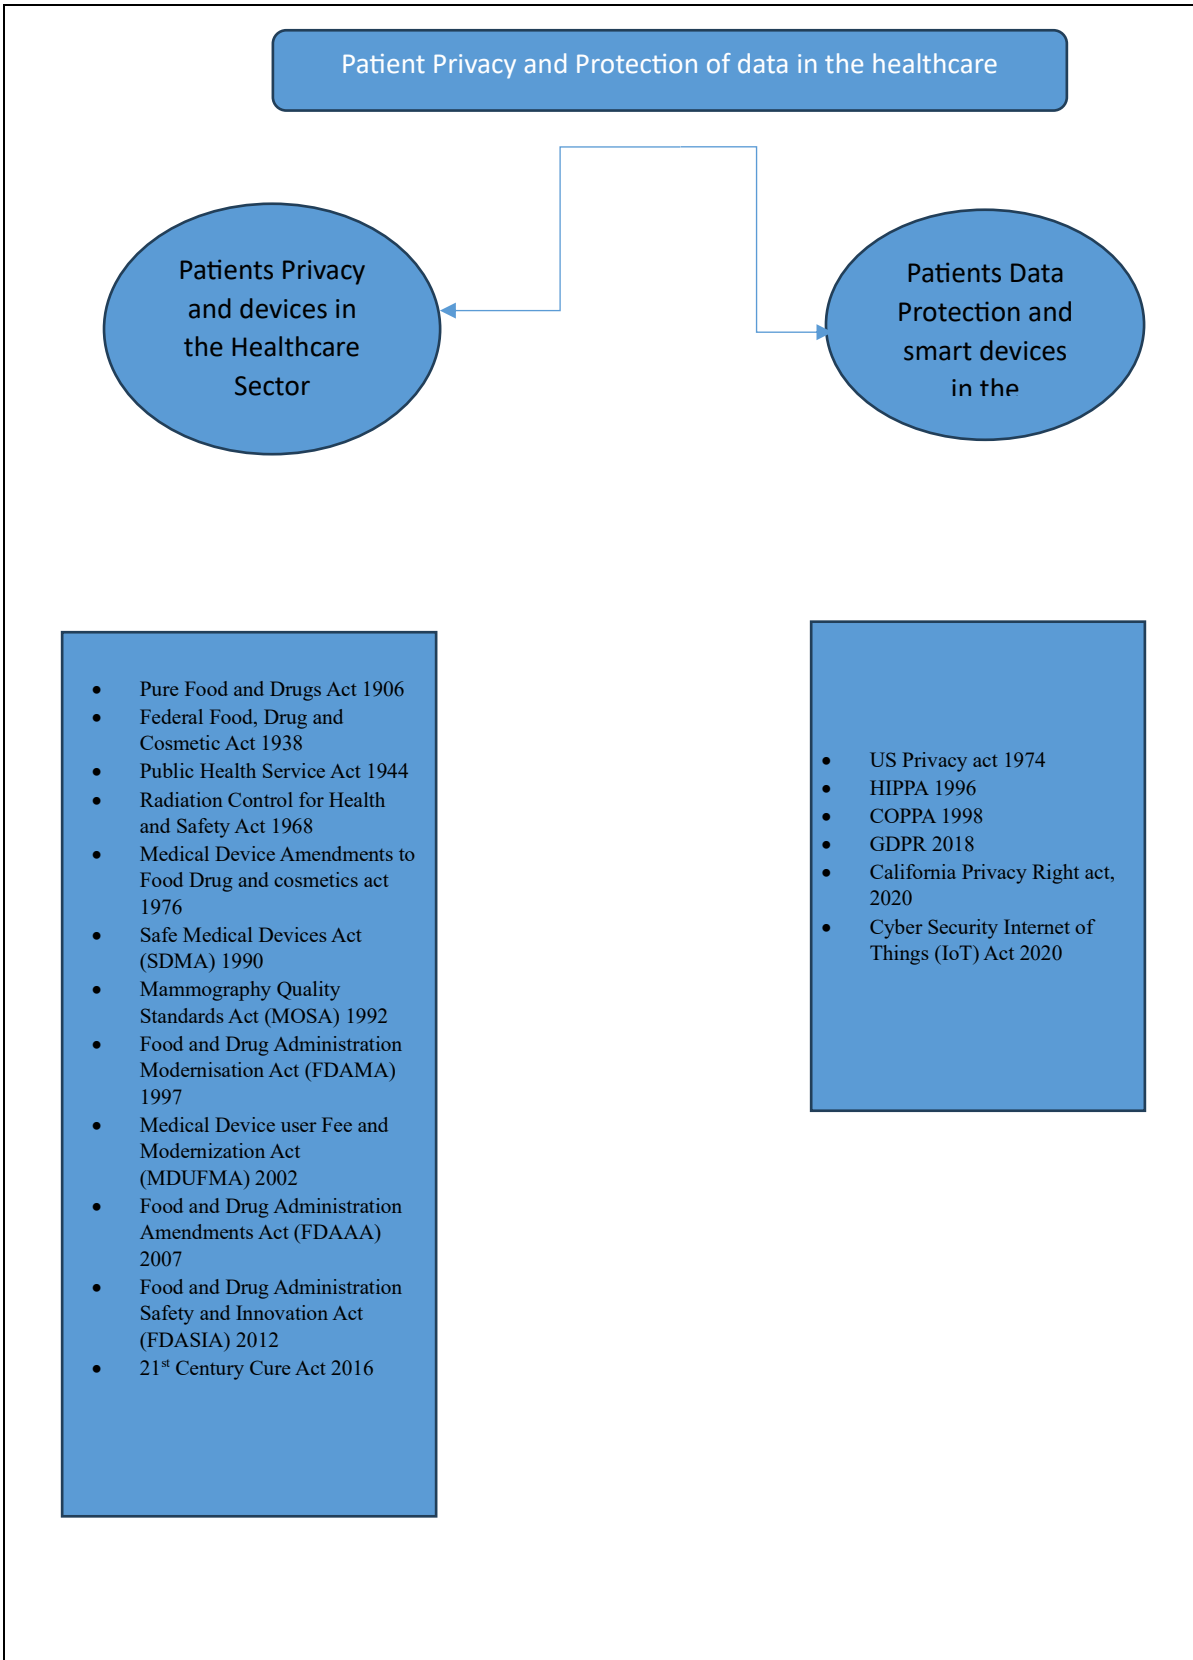 Patient Privacy and Protection of data in the healthcare
Patients Privacy
and devices in
the Healthcare
Sector
Patients Data
Protection and
smart devices
in the
• Pure Food and Drugs Act 1906
• Federal Food, Drug and
Cosmetic Act 1938
• Public Health Service Act 1944
• Radiation Control for Health
and Safety Act 1968
• Medical Device Amendments to
Food Drug and cosmetics act
1976
• Safe Medical Devices Act
(SDMA) 1990
• Mammography Quality
Standards Act (MOSA) 1992
• Food and Drug Administration
Modernisation Act (FDAMA)
1997
• Medical Device user Fee and
Modernization Act
(MDUFMA) 2002
• Food and Drug Administration
Amendments Act (FDAAA)
2007
• Food and Drug Administration
Safety and Innovation Act
(FDASIA) 2012
• 21st Century Cure Act 2016
• US Privacy act 1974
• HIPPA 1996
• COPPA 1998
• GDPR 2018
• California Privacy Right act,
2020
• Cyber Security Internet of
Things (IoT) Act 2020